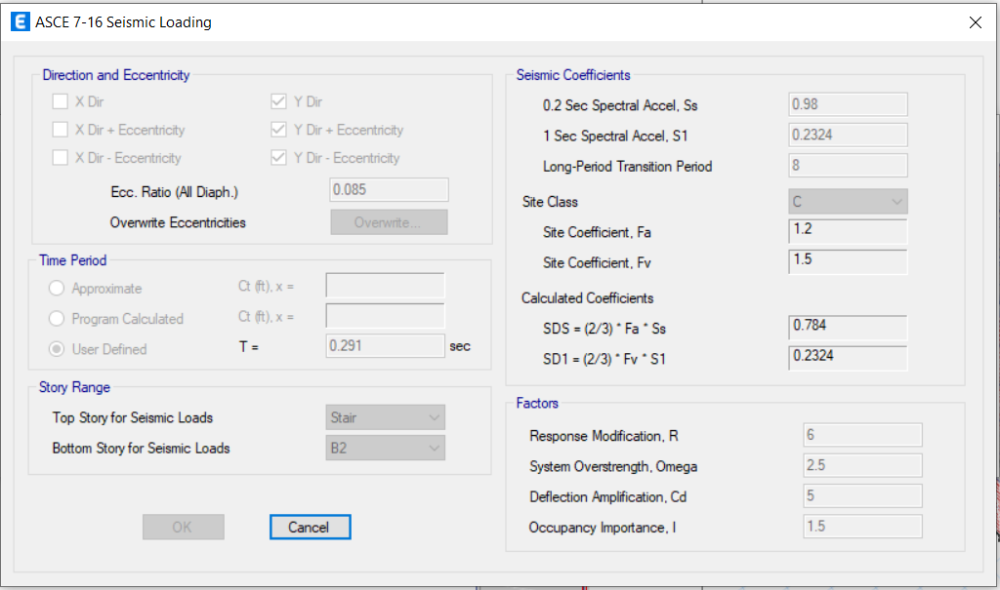 E ASCE 7-16 Seismic Loading
Direction and Eccentricity
X Dir
Y Dir
X Dir + Eccentricity
Y Dir + Eccentricity
X Dir - Eccentricity
Y Dir - Eccentricity
Ecc. Ratio (All Diaph.) 0.085
Overwrite Eccentricities Overwrite...
Time Period
Approximate Ct (ft), x =
Program Calculated Ct (ft), x =
User Defined T = 0.291 sec
Story Range
Top Story for Seismic Loads Stair
Bottom Story for Seismic Loads B2
OK Cancel
Seismic Coefficients
0.2 Sec Spectral Accel, Ss 0.98
1 Sec Spectral Accel, S1 0.2324
Long-Period Transition Period 8
Site Class C
Site Coefficient, Fa 1.2
Site Coefficient, Fv 1.5
Calculated Coefficients
SDS = (2/3) * Fa * Ss 0.784
SD1 = (2/3) * Fv * S1 0.2324
Factors
Response Modification, R 6
System Overstrength, Omega 2.5
Deflection Amplification, Cd 5
Occupancy Importance, I 1.5